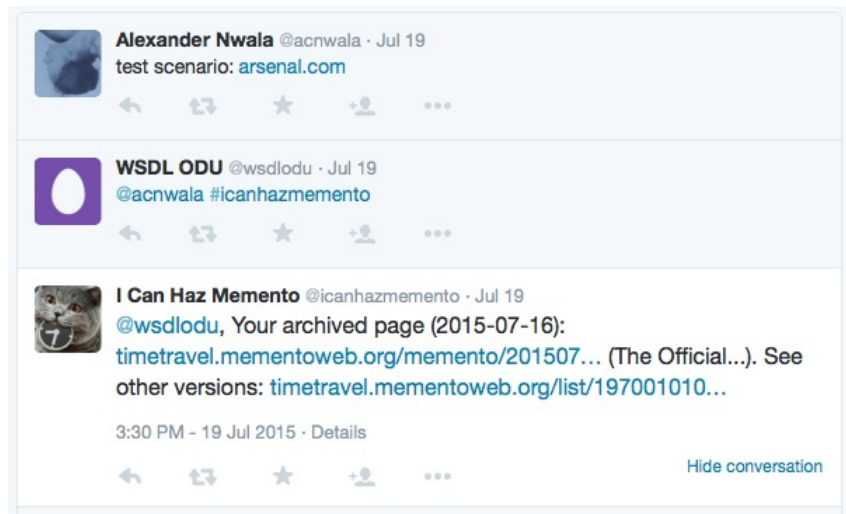 Alexander Nwala @acnwala · Jul 19
test scenario: arsenal.com
WSDL ODU @wsdlodu · Jul 19
@acnwala #icanhazmemento
I Can Haz Memento @icanhazmemento · Jul 19
@wsdlodu, Your archived page (2015-07-16):
timetravel.mementoweb.org/memento/201507… (The Official...). See
other versions: timetravel.mementoweb.org/list/197001010…
3:30 PM - 19 Jul 2015 · Details
Hide conversation